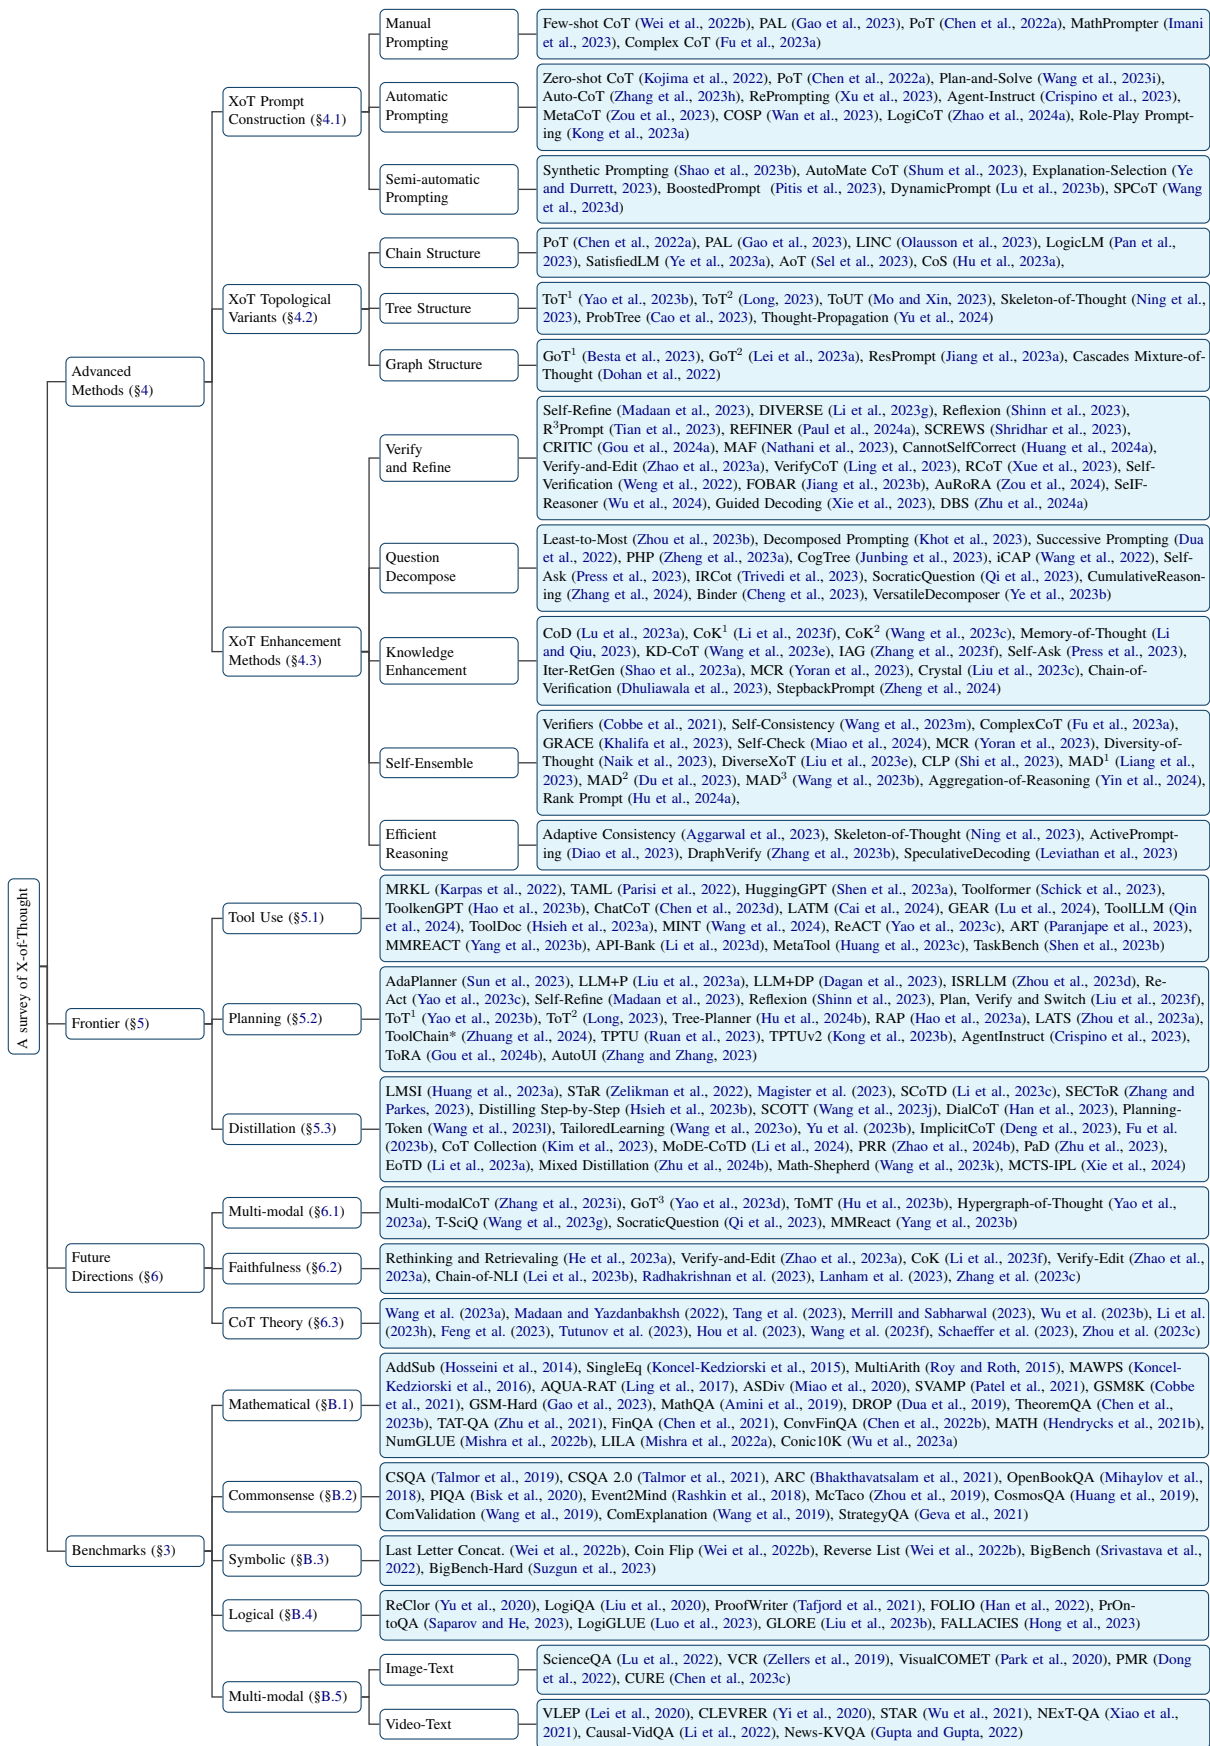 A survey of X-of-Thought
Advanced
Methods (§4)
XoT Prompt
Construction (§4.1)
Manual
Prompting
Few-shot CoT (Wei et al., 2022b), PAL (Gao et al., 2023), PoT (Chen et al., 2022a), MathPrompter (Imani
et al., 2023), Complex CoT (Fu et al., 2023a)
Automatic
Prompting
Zero-shot CoT (Kojima et al., 2022), PoT (Chen et al., 2022a), Plan-and-Solve (Wang et al., 2023i),
Auto-CoT (Zhang et al., 2023h), RePrompting (Xu et al., 2023), Agent-Instruct (Crispino et al., 2023),
MetaCoT (Zou et al., 2023), COSP (Wan et al., 2023), LogiCoT (Zhao et al., 2024a), Role-Play Prompt-
ing (Kong et al., 2023a)
Semi-automatic
Prompting
Synthetic Prompting (Shao et al., 2023b), AutoMate CoT (Shum et al., 2023), Explanation-Selection (Ye
and Durrett, 2023), BoostedPrompt (Pitis et al., 2023), DynamicPrompt (Lu et al., 2023b), SPCoT (Wang
et al., 2023d)
XoT Topological
Variants (§4.2)
Chain Structure
PoT (Chen et al., 2022a), PAL (Gao et al., 2023), LINC (Olausson et al., 2023), LogicLM (Pan et al.,
2023), SatisfiedLM (Ye et al., 2023a), AoT (Sel et al., 2023), CoS (Hu et al., 2023a),
Tree Structure
ToT¹ (Yao et al., 2023b), ToT² (Long, 2023), ToUT (Mo and Xin, 2023), Skeleton-of-Thought (Ning et al.,
2023), ProbTree (Cao et al., 2023), Thought-Propagation (Yu et al., 2024)
Graph Structure
GoT¹ (Besta et al., 2023), GoT² (Lei et al., 2023a), ResPrompt (Jiang et al., 2023a), Cascades Mixture-of-
Thought (Dohan et al., 2022)
XoT Enhancement
Methods (§4.3)
Verify
and Refine
Self-Refine (Madaan et al., 2023), DIVERSE (Li et al., 2023g), Reflexion (Shinn et al., 2023),
R³Prompt (Tian et al., 2023), REFINER (Paul et al., 2024a), SCREWS (Shridhar et al., 2023),
CRITIC (Gou et al., 2024a), MAF (Nathani et al., 2023), CannotSelfCorrect (Huang et al., 2024a),
Verify-and-Edit (Zhao et al., 2023a), VerifyCoT (Ling et al., 2023), RCoT (Xue et al., 2023), Self-
Verification (Weng et al., 2022), FOBAR (Jiang et al., 2023b), AuRoRA (Zou et al., 2024), SelF-
Reasoner (Wu et al., 2024), Guided Decoding (Xie et al., 2023), DBS (Zhu et al., 2024a)
Question
Decompose
Least-to-Most (Zhou et al., 2023b), Decomposed Prompting (Khot et al., 2023), Successive Prompting (Dua
et al., 2022), PHP (Zheng et al., 2023a), CogTree (Junbing et al., 2023), iCAP (Wang et al., 2022), Self-
Ask (Press et al., 2023), IRCot (Trivedi et al., 2023), SocraticQuestion (Qi et al., 2023), CumulativeReason-
ing (Zhang et al., 2024), Binder (Cheng et al., 2023), VersatileDecomposer (Ye et al., 2023b)
Knowledge
Enhancement
CoD (Lu et al., 2023a), CoK¹ (Li et al., 2023f), CoK² (Wang et al., 2023c), Memory-of-Thought (Li
and Qiu, 2023), KD-CoT (Wang et al., 2023e), IAG (Zhang et al., 2023f), Self-Ask (Press et al., 2023),
Iter-RetGen (Shao et al., 2023a), MCR (Yoran et al., 2023), Crystal (Liu et al., 2023c), Chain-of-
Verification (Dhuliawala et al., 2023), StepbackPrompt (Zheng et al., 2024)
Self-Ensemble
Verifiers (Cobbe et al., 2021), Self-Consistency (Wang et al., 2023m), ComplexCoT (Fu et al., 2023a),
GRACE (Khalifa et al., 2023), Self-Check (Miao et al., 2024), MCR (Yoran et al., 2023), Diversity-of-
Thought (Naik et al., 2023), DiverseXoT (Liu et al., 2023e), CLP (Shi et al., 2023), MAD¹ (Liang et al.,
2023), MAD² (Du et al., 2023), MAD³ (Wang et al., 2023b), Aggregation-of-Reasoning (Yin et al., 2024),
Rank Prompt (Hu et al., 2024a),
Efficient
Reasoning
Adaptive Consistency (Aggarwal et al., 2023), Skeleton-of-Thought (Ning et al., 2023), ActivePrompt-
ing (Diao et al., 2023), DraphVerify (Zhang et al., 2023b), SpeculativeDecoding (Leviathan et al., 2023)
Frontier (§5)
Tool Use (§5.1)
MRKL (Karpas et al., 2022), TAML (Parisi et al., 2022), HuggingGPT (Shen et al., 2023a), Toolformer (Schick et al., 2023),
ToolkenGPT (Hao et al., 2023b), ChatCoT (Chen et al., 2023d), LATM (Cai et al., 2024), GEAR (Lu et al., 2024), ToolLLM (Qin
et al., 2024), ToolDoc (Hsieh et al., 2023a), MINT (Wang et al., 2024), ReACT (Yao et al., 2023c), ART (Paranjape et al., 2023),
MMREACT (Yang et al., 2023b), API-Bank (Li et al., 2023d), MetaTool (Huang et al., 2023c), TaskBench (Shen et al., 2023b)
Planning (§5.2)
AdaPlanner (Sun et al., 2023), LLM+P (Liu et al., 2023a), LLM+DP (Dagan et al., 2023), ISRLLM (Zhou et al., 2023d), Re-
Act (Yao et al., 2023c), Self-Refine (Madaan et al., 2023), Reflexion (Shinn et al., 2023), Plan, Verify and Switch (Liu et al., 2023f),
ToT¹ (Yao et al., 2023b), ToT² (Long, 2023), Tree-Planner (Hu et al., 2024b), RAP (Hao et al., 2023a), LATS (Zhou et al., 2023a),
ToolChain* (Zhuang et al., 2024), TPTU (Ruan et al., 2023), TPTUv2 (Kong et al., 2023b), AgentInstruct (Crispino et al., 2023),
ToRA (Gou et al., 2024b), AutoUI (Zhang and Zhang, 2023)
Distillation (§5.3)
LMSI (Huang et al., 2023a), STaR (Zelikman et al., 2022), Magister et al. (2023), SCoTD (Li et al., 2023c), SECToR (Zhang and
Parkes, 2023), Distilling Step-by-Step (Hsieh et al., 2023b), SCOTT (Wang et al., 2023j), DialCoT (Han et al., 2023), Planning-
Token (Wang et al., 2023l), TailoredLearning (Wang et al., 2023o), Yu et al. (2023b), ImplicitCoT (Deng et al., 2023), Fu et al.
(2023b), CoT Collection (Kim et al., 2023), MoDE-CoTD (Li et al., 2024), PRR (Zhao et al., 2024b), PaD (Zhu et al., 2023),
EoTD (Li et al., 2023a), Mixed Distillation (Zhu et al., 2024b), Math-Shepherd (Wang et al., 2023k), MCTS-IPL (Xie et al., 2024)
Future
Directions (§6)
Multi-modal (§6.1)
Multi-modalCoT (Zhang et al., 2023i), GoT³ (Yao et al., 2023d), ToMT (Hu et al., 2023b), Hypergraph-of-Thought (Yao et al.,
2023a), T-SciQ (Wang et al., 2023g), SocraticQuestion (Qi et al., 2023), MMReact (Yang et al., 2023b)
Faithfulness (§6.2)
Rethinking and Retrievaling (He et al., 2023a), Verify-and-Edit (Zhao et al., 2023a), CoK (Li et al., 2023f), Verify-Edit (Zhao et al.,
2023a), Chain-of-NLI (Lei et al., 2023b), Radhakrishnan et al. (2023), Lanham et al. (2023), Zhang et al. (2023c)
CoT Theory (§6.3)
Wang et al. (2023a), Madaan and Yazdanbakhsh (2022), Tang et al. (2023), Merrill and Sabharwal (2023), Wu et al. (2023b), Li et al.
(2023h), Feng et al. (2023), Tutunov et al. (2023), Hou et al. (2023), Wang et al. (2023f), Schaeffer et al. (2023), Zhou et al. (2023c)
Benchmarks (§3)
Mathematical (§B.1)
AddSub (Hosseini et al., 2014), SingleEq (Koncel-Kedziorski et al., 2015), MultiArith (Roy and Roth, 2015), MAWPS (Koncel-
Kedziorski et al., 2016), AQUA-RAT (Ling et al., 2017), ASDiv (Miao et al., 2020), SVAMP (Patel et al., 2021), GSM8K (Cobbe
et al., 2021), GSM-Hard (Gao et al., 2023), MathQA (Amini et al., 2019), DROP (Dua et al., 2019), TheoremQA (Chen et al.,
2023b), TAT-QA (Zhu et al., 2021), FinQA (Chen et al., 2021), ConvFinQA (Chen et al., 2022b), MATH (Hendrycks et al., 2021b),
NumGLUE (Mishra et al., 2022b), LILA (Mishra et al., 2022a), Conic10K (Wu et al., 2023a)
Commonsense (§B.2)
CSQA (Talmor et al., 2019), CSQA 2.0 (Talmor et al., 2021), ARC (Bhakthavatsalam et al., 2021), OpenBookQA (Mihaylov et al.,
2018), PIQA (Bisk et al., 2020), Event2Mind (Rashkin et al., 2018), McTaco (Zhou et al., 2019), CosmosQA (Huang et al., 2019),
ComValidation (Wang et al., 2019), ComExplanation (Wang et al., 2019), StrategyQA (Geva et al., 2021)
Symbolic (§B.3)
Last Letter Concat. (Wei et al., 2022b), Coin Flip (Wei et al., 2022b), Reverse List (Wei et al., 2022b), BigBench (Srivastava et al.,
2022), BigBench-Hard (Suzgun et al., 2023)
Logical (§B.4)
ReClor (Yu et al., 2020), LogiQA (Liu et al., 2020), ProofWriter (Tafjord et al., 2021), FOLIO (Han et al., 2022), PrOn-
toQA (Saparov and He, 2023), LogiGLUE (Luo et al., 2023), GLORE (Liu et al., 2023b), FALLACIES (Hong et al., 2023)
Multi-modal (§B.5)
Image-Text
ScienceQA (Lu et al., 2022), VCR (Zellers et al., 2019), VisualCOMET (Park et al., 2020), PMR (Dong
et al., 2022), CURE (Chen et al., 2023c)
Video-Text
VLEP (Lei et al., 2020), CLEVRER (Yi et al., 2020), STAR (Wu et al., 2021), NExT-QA (Xiao et al.,
2021), Causal-VidQA (Li et al., 2022), News-KVQA (Gupta and Gupta, 2022)